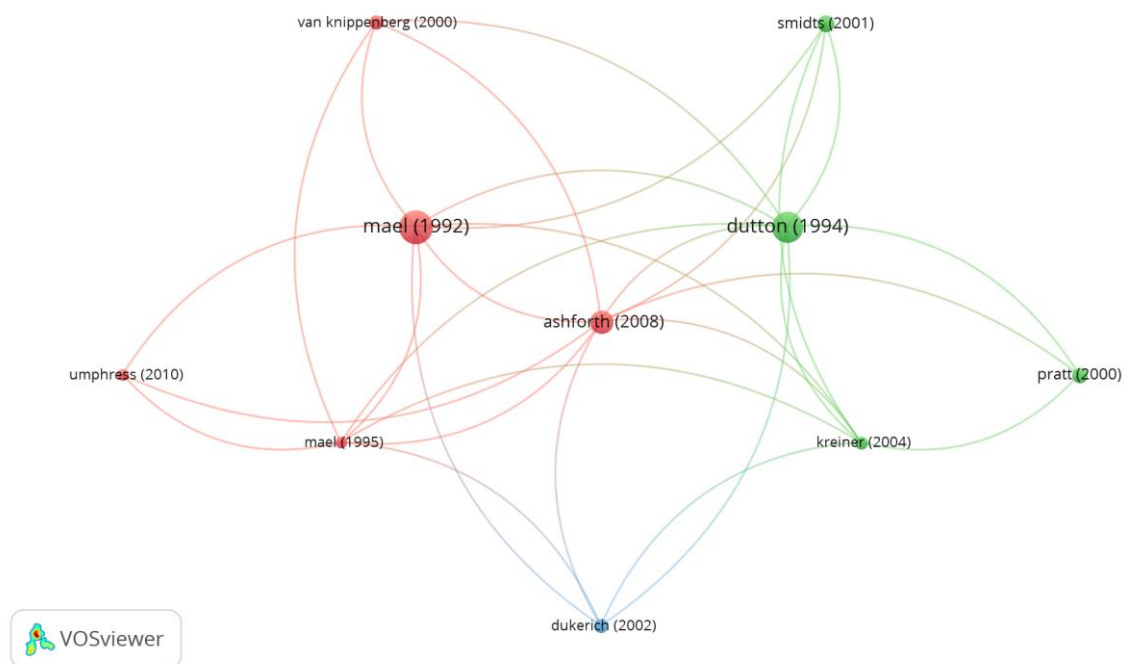 van knippenberg (2000)
smidts (2001)
mael (1992)
dutton (1994)
ashforth (2008)
umphress (2010)
pratt (2000)
mael (1995)
kreiner (2004)
dukerich (2002)
VOSviewer